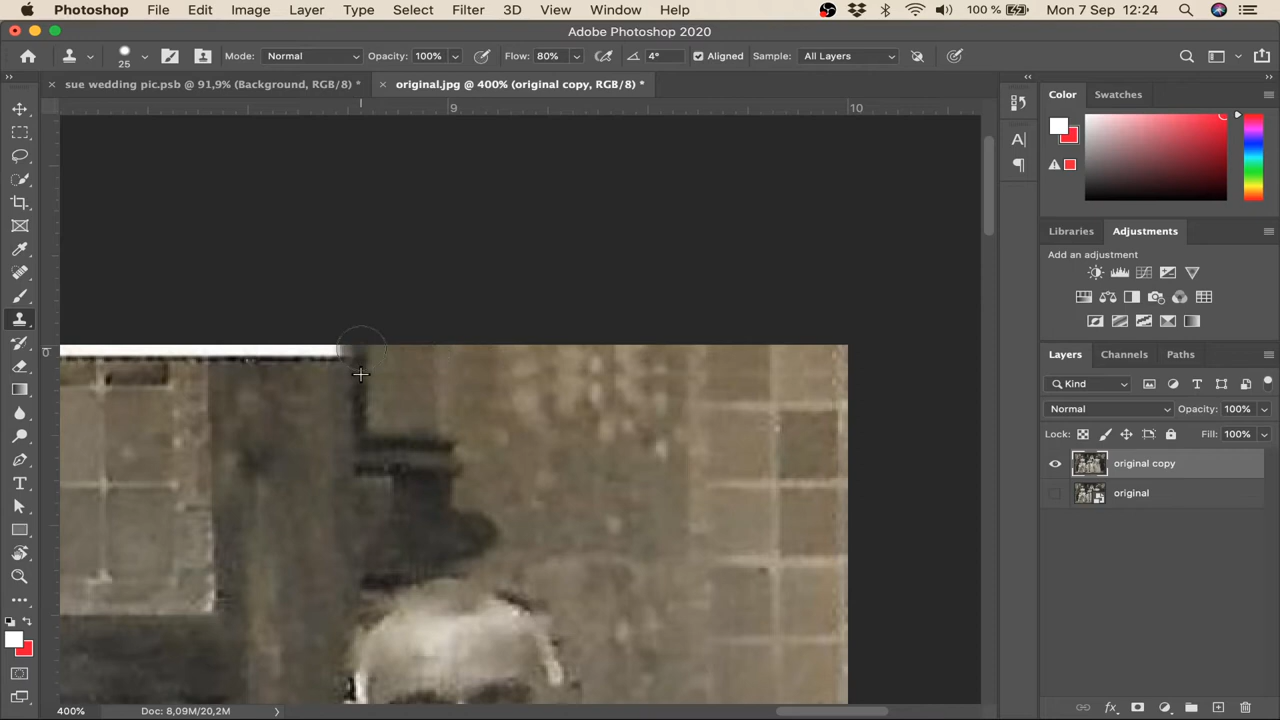 Photoshop File Edit Image Layer Type Select Filter 3D View Window Help 100 % Mon 7 Sep 12:24
Adobe Photoshop 2020
25 Mode: Normal Opacity: 100% Flow: 80% 4° Aligned Sample: All Layers
sue wedding pic.psb @ 91,9% (Background, RGB/8) * original.jpg @ 400% (original copy, RGB/8) *
9 10
0
Color Swatches
Libraries Adjustments
Add an adjustment
Layers Channels Paths
Kind
Normal Opacity: 100%
Lock: Fill: 100%
original copy
original
400% Doc: 8,09M/20,2M